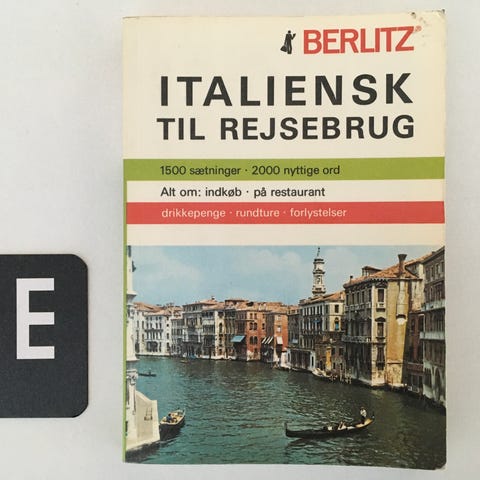 BERLITZ®
ITALIENSK
TIL REJSEBRUG
1500 sætninger · 2000 nyttige ord
Alt om: indkøb · på restaurant
drikkepenge · rundture · forlystelser
E